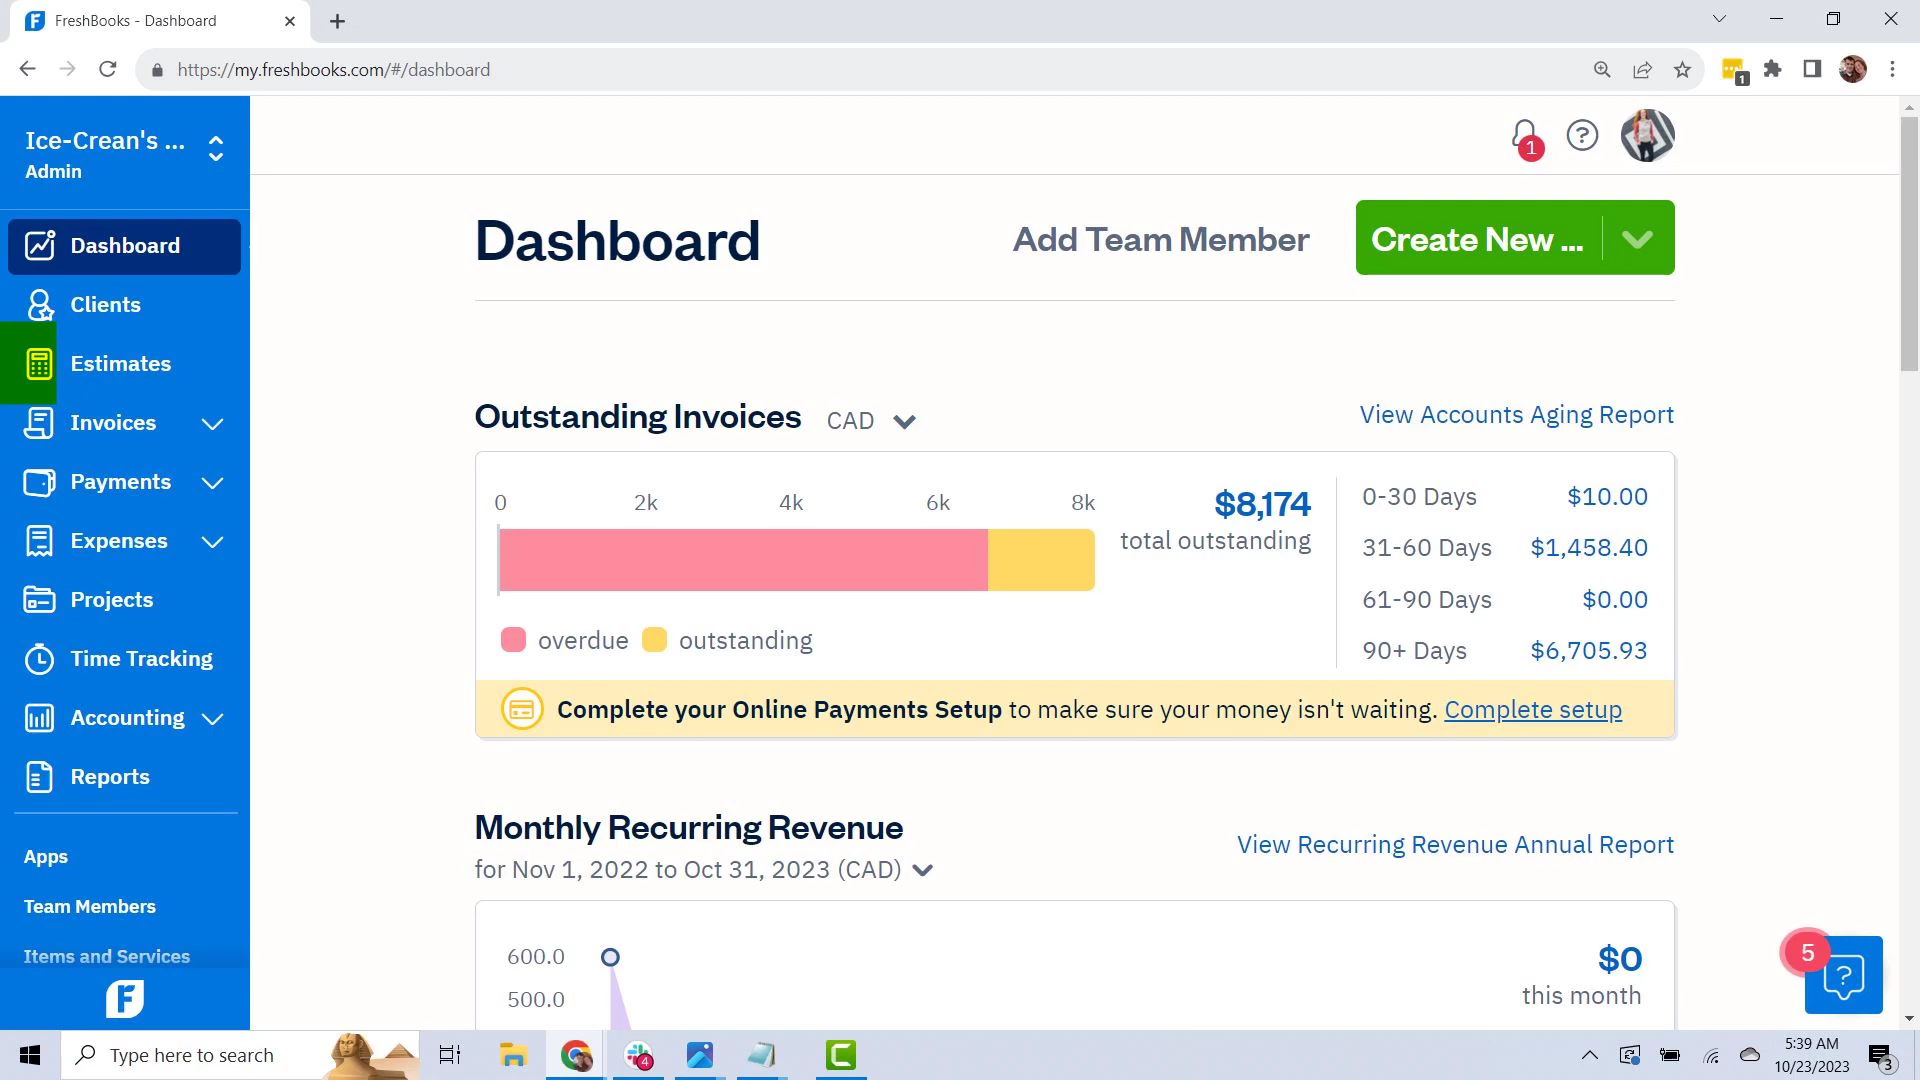 FreshBooks - Dashboard
https://my.freshbooks.com/#/dashboard
1
Ice-Crean's ...
Admin
Dashboard
Clients
Estimates
Invoices
Payments
Expenses
Projects
Time Tracking
Accounting
Reports
Apps
Team Members
Items and Services
1
Dashboard
Add Team Member
Create New ...
Outstanding Invoices CAD
View Accounts Aging Report
0 2k 4k 6k 8k
$8,174
total outstanding
overdue outstanding
0-30 Days $10.00
31-60 Days $1,458.40
61-90 Days $0.00
90+ Days $6,705.93
Complete your Online Payments Setup to make sure your money isn't waiting. Complete setup
Monthly Recurring Revenue
for Nov 1, 2022 to Oct 31, 2023 (CAD)
View Recurring Revenue Annual Report
600.0
500.0
$0
this month
5
Type here to search
4
5:39 AM
10/23/2023
3